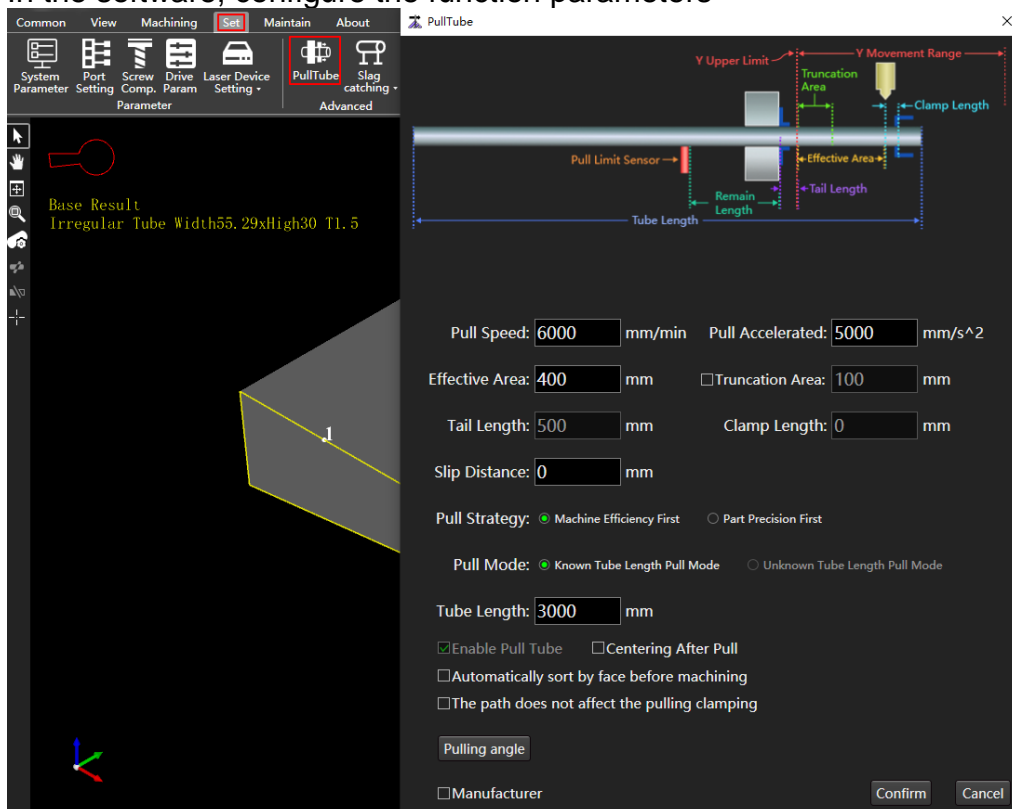 In the software, configure the function parameters
Common View Machining Set Maintain About
System Parameter
Port Setting
Screw Comp.
Drive Param
Laser Device Setting
PullTube
Slag catching
Parameter
Advanced
Base Result
Irregular Tube Width55.29xHigh30 T1.5
1
PullTube
Y Upper Limit
Y Movement Range
Truncation Area
Clamp Length
Pull Limit Sensor
Effective Area
Tail Length
Remain Length
Tube Length
Pull Speed: 6000 mm/min Pull Accelerated: 5000 mm/s^2
Effective Area: 400 mm Truncation Area: 100 mm
Tail Length: 500 mm Clamp Length: 0 mm
Slip Distance: 0 mm
Pull Strategy: Machine Efficiency First Part Precision First
Pull Mode: Known Tube Length Pull Mode Unknown Tube Length Pull Mode
Tube Length: 3000 mm
Enable Pull Tube Centering After Pull
Automatically sort by face before machining
The path does not affect the pulling clamping
Pulling angle
Manufacturer Confirm Cancel